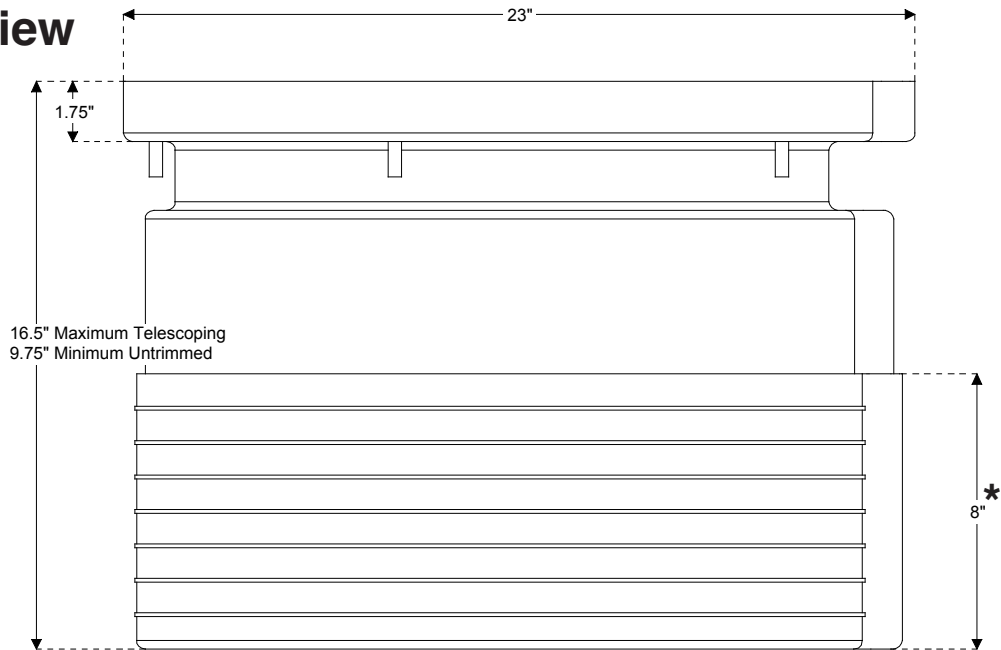 iew
23"
1.75"
16.5" Maximum Telescoping
9.75" Minimum Untrimmed
*
8"